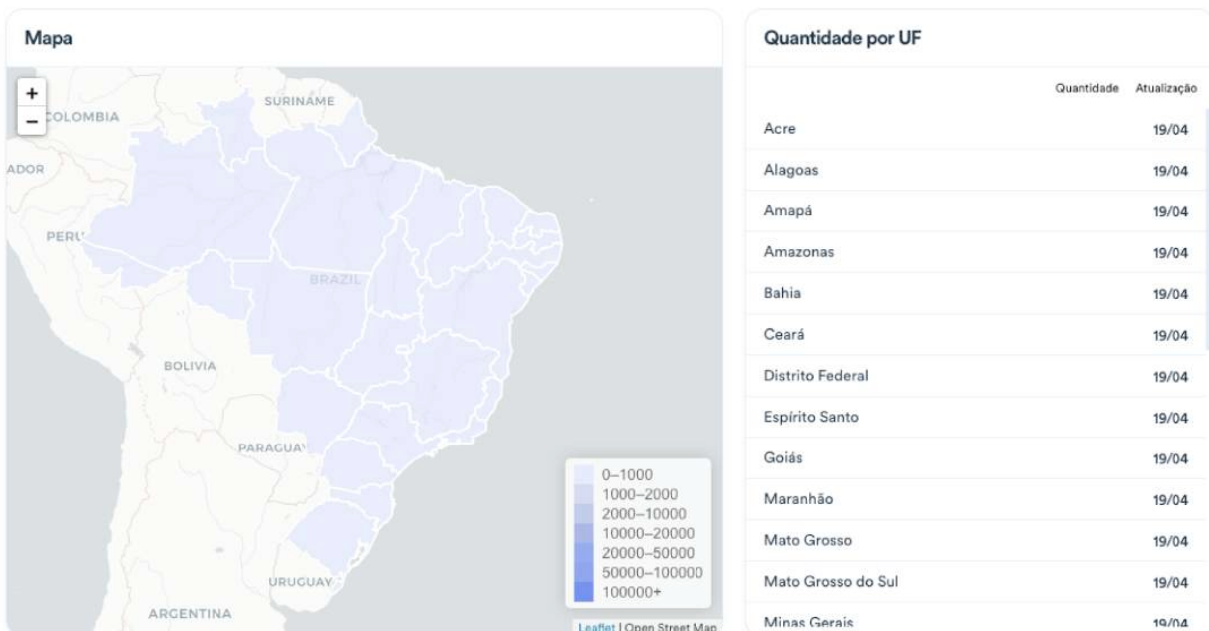 Mapa
+
−
COLOMBIA
SURINAME
ADOR
PERU
BRAZIL
BOLIVIA
PARAGUAY
URUGUAY
ARGENTINA
0–1000
1000–2000
2000–10000
10000–20000
20000–50000
50000–100000
100000+
Leaflet | Open Street Map
Quantidade por UF
Quantidade Atualização
Acre 19/04
Alagoas 19/04
Amapá 19/04
Amazonas 19/04
Bahia 19/04
Ceará 19/04
Distrito Federal 19/04
Espírito Santo 19/04
Goiás 19/04
Maranhão 19/04
Mato Grosso 19/04
Mato Grosso do Sul 19/04
Minas Gerais 19/04